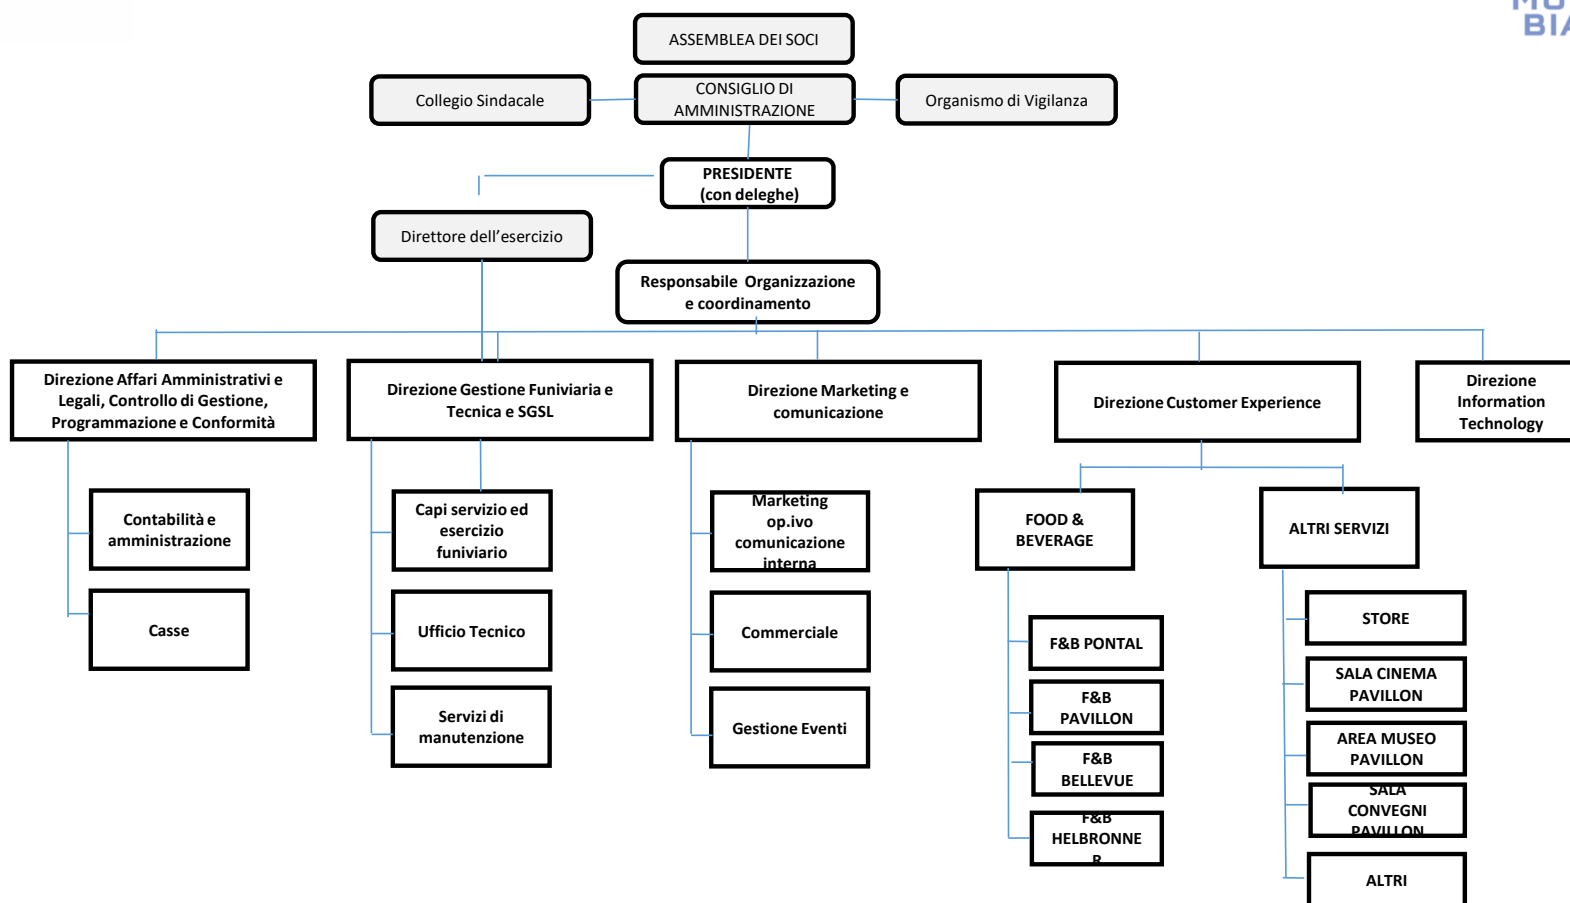 ASSEMBLEA DEI SOCI
Collegio Sindacale
CONSIGLIO DI
AMMINISTRAZIONE
Organismo di Vigilanza
PRESIDENTE
(con deleghe)
Direttore dell'esercizio
Responsabile Organizzazione
e coordinamento
Direzione Affari Amministrativi e
Legali, Controllo di Gestione,
Programmazione e Conformità
Direzione Gestione Funiviaria e
Tecnica e SGSL
Direzione Marketing e
comunicazione
Direzione Customer Experience
Direzione
Information
Technology
Contabilità e
amministrazione
Casse
Capi servizio ed
esercizio
funiviario
Ufficio Tecnico
Servizi di
manutenzione
Marketing
op.ivo
comunicazione
interna
Commerciale
Gestione Eventi
FOOD &
BEVERAGE
F&B PONTAL
F&B
PAVILLON
F&B
BELLEVUE
F&B
HELBRONNE
R
ALTRI SERVIZI
STORE
SALA CINEMA
PAVILLON
AREA MUSEO
PAVILLON
SALA
CONVEGNI
PAVILLON
ALTRI